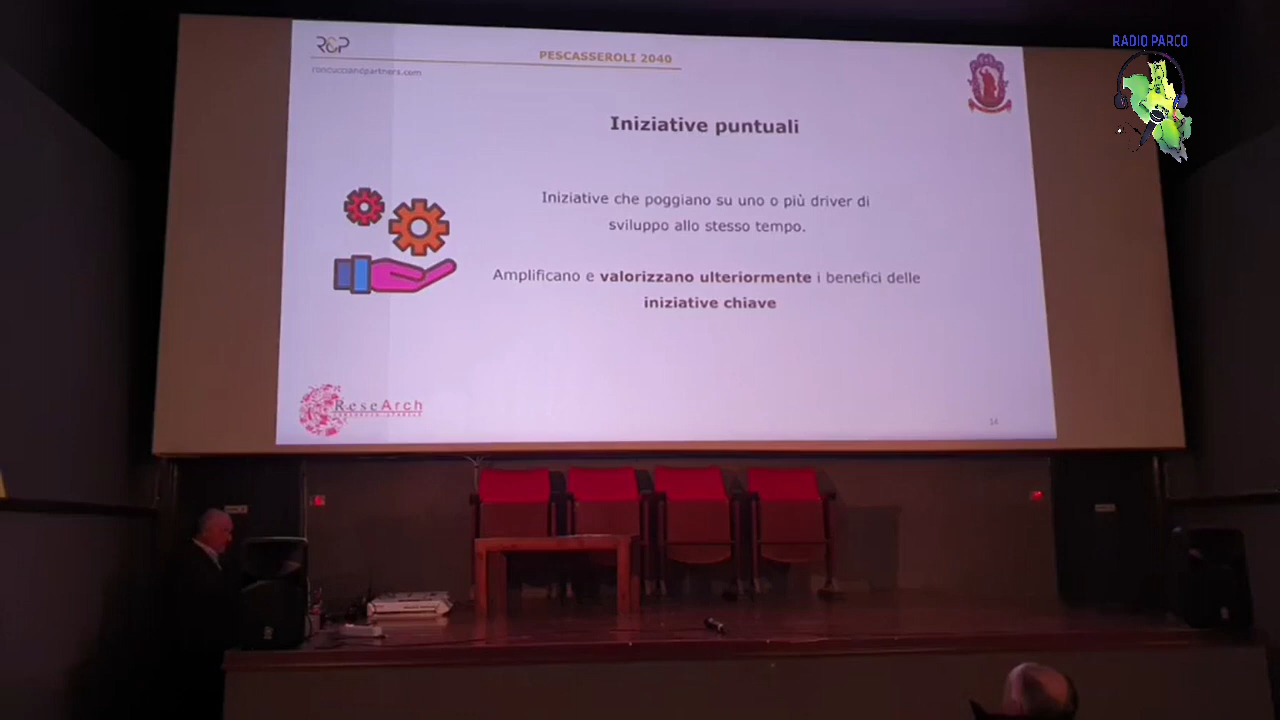 RADIO PARCO
R&P
PESCASSEROLI 2040
roncuccianpartners.com
Iniziative puntuali
Iniziative che poggiano su uno o più driver di
sviluppo allo stesso tempo.
Amplificano e valorizzano ulteriormente i benefici delle
iniziative chiave
ReseArch
14